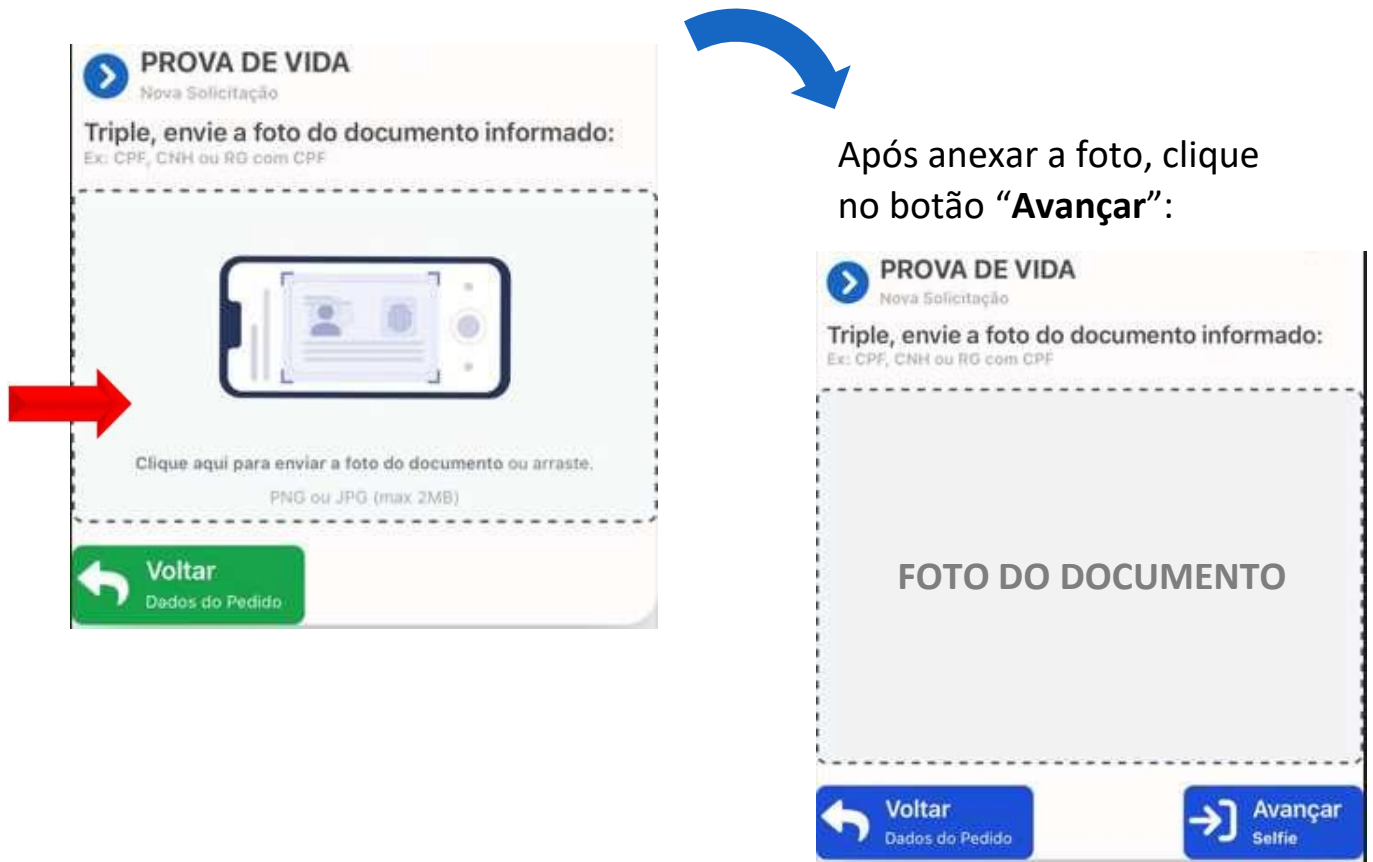 PROVA DE VIDA
Nova Solicitação
Triple, envie a foto do documento informado:
Ex: CPF, CNH ou RG com CPF
Clique aqui para enviar a foto do documento ou arraste.
PNG ou JPG (max 2MB)
Voltar
Dados do Pedido
Após anexar a foto, clique
no botão “Avançar”:
PROVA DE VIDA
Nova Solicitação
Triple, envie a foto do documento informado:
Ex: CPF, CNH ou RG com CPF
FOTO DO DOCUMENTO
Voltar
Dados do Pedido
Avançar
Selfie